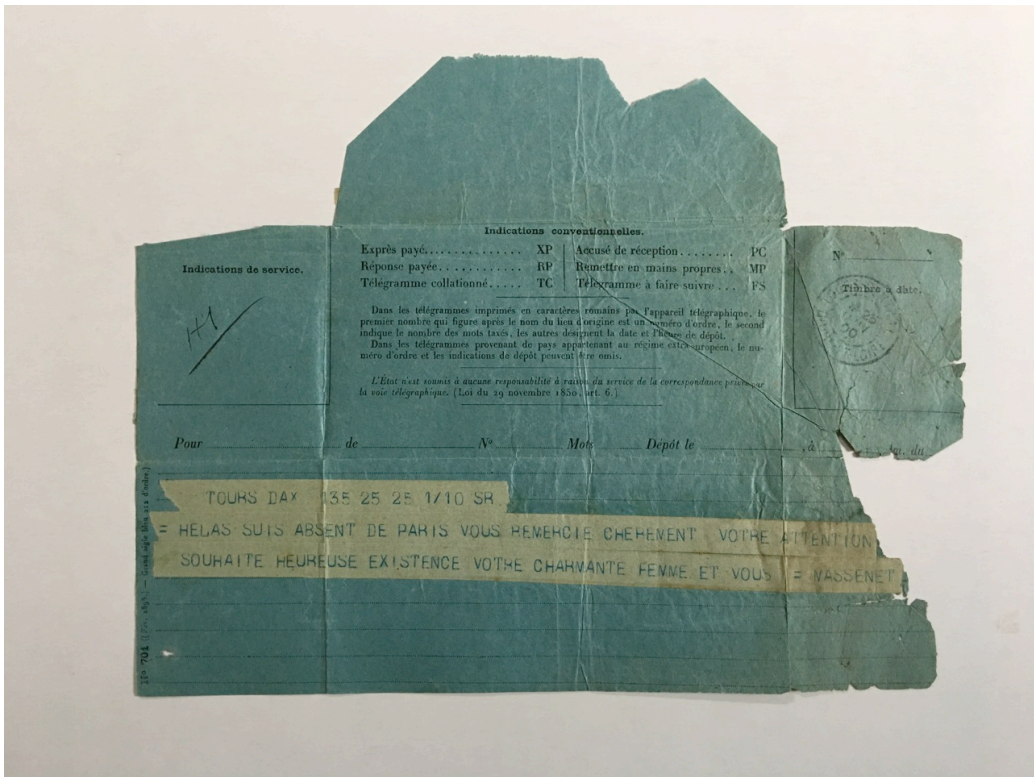 Indications conventionnelles.
Exprès payé.............. XP
Réponse payée............ RP
Télégramme collationné..... TC
Accusé de réception........ PC
Remettre en mains propres.. MP
Télégramme à faire suivre... FS
Indications de service.
N°
Timbre à date.
Dans les télégrammes imprimés en caractères romains par l'appareil télégraphique, le
premier nombre qui figure après le nom du lieu d'origine est un numéro d'ordre, le second
indique le nombre des mots taxés, les autres désignent la date et l'heure de dépôt.
Dans les télégrammes provenant de pays appartenant au régime extra-européen, le nu-
méro d'ordre et les indications de dépôt peuvent être omis.
L'État n'est soumis à aucune responsabilité à raison du service de la correspondance privée par
la voie télégraphique. (Loi du 29 novembre 1850, art. 6.)
Pour de N° Mots Dépôt le , à du
TOURS DAX 135 25 25 1/10 SR
= HELAS SUIS ABSENT DE PARIS VOUS REMERCIE CHEREMENT VOTRE ATTENTION
SOUHAITE HEUREUSE EXISTENCE VOTRE CHARMANTE FEMME ET VOUS = MASSENET
N° 701